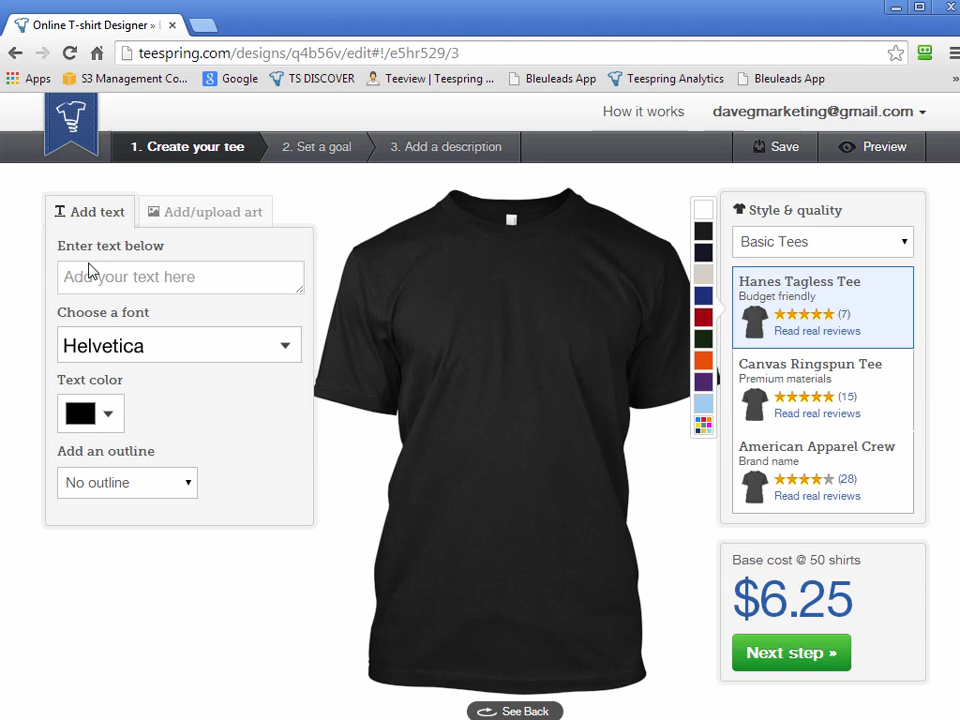 Online T-shirt Designer »
teespring.com/designs/q4b56v/edit#!/e5hr529/3
Apps S3 Management Co... Google TS DISCOVER Teeview | Teespring ... Bleuleads App Teespring Analytics Bleuleads App »
How it works davegmarketing@gmail.com
1. Create your tee 2. Set a goal 3. Add a description Save Preview
Add text Add/upload art
Enter text below
Add your text here
Choose a font
Helvetica
Text color
Add an outline
No outline
Style & quality
Basic Tees
Hanes Tagless Tee
Budget friendly
(7)
Read real reviews
Canvas Ringspun Tee
Premium materials
(15)
Read real reviews
American Apparel Crew
Brand name
(28)
Read real reviews
Base cost @ 50 shirts
$6.25
Next step »
See Back